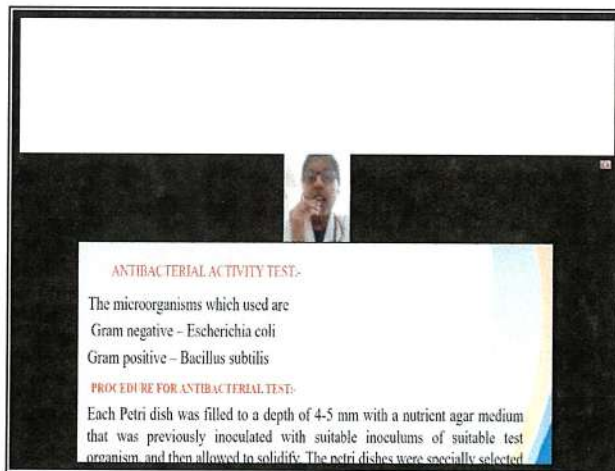 ANTIBACTERIAL ACTIVITY TEST:-
The microorganisms which used are
Gram negative – Escherichia coli
Gram positive – Bacillus subtilis
PROCEDURE FOR ANTIBACTERIAL TEST:-
Each Petri dish was filled to a depth of 4-5 mm with a nutrient agar medium
that was previously inoculated with suitable inoculums of suitable test
organism, and then allowed to solidify. The petri dishes were specially selected